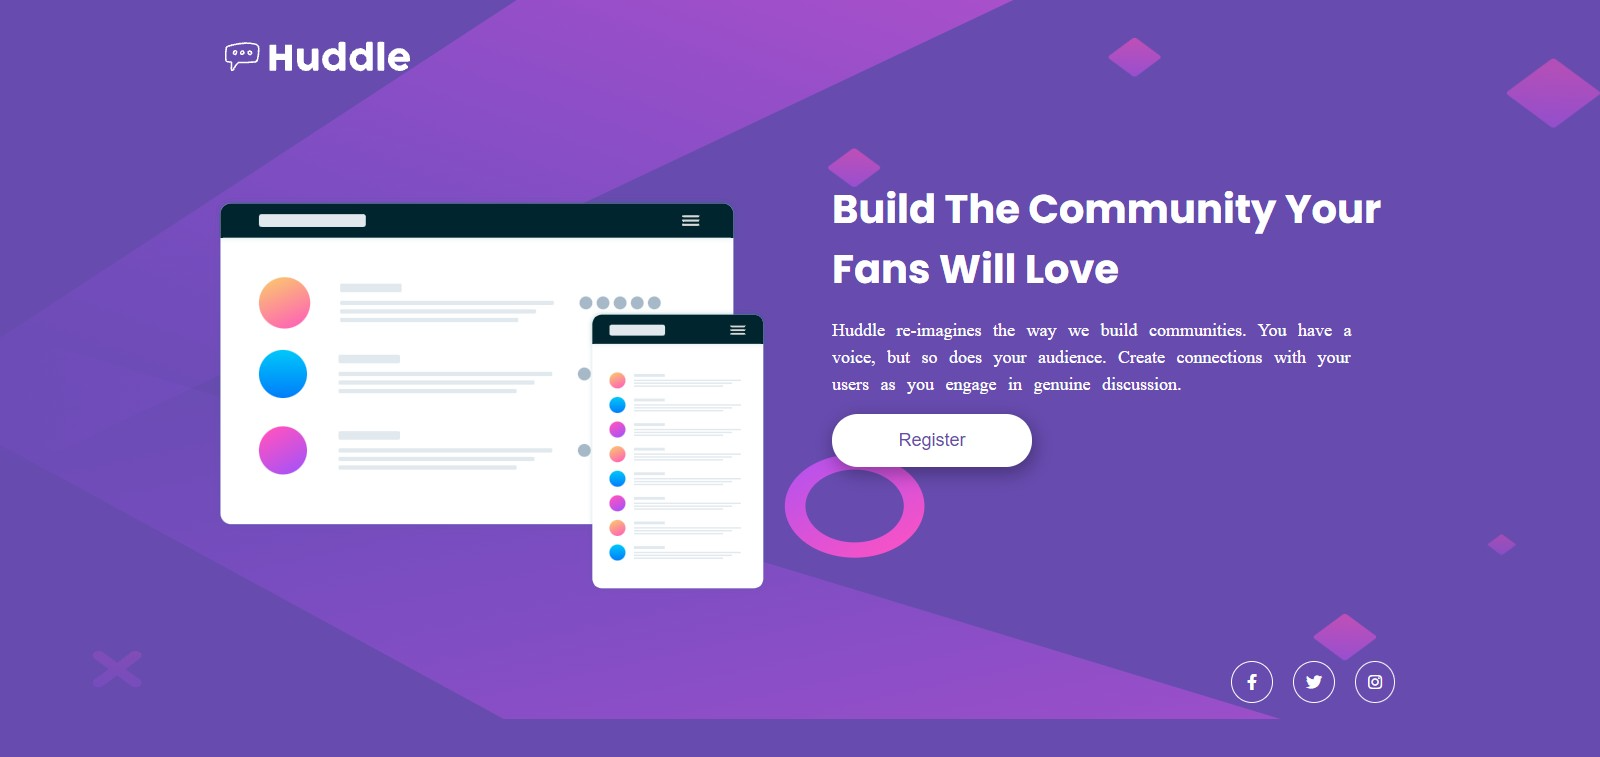 Huddle
Build The Community Your
Fans Will Love
Huddle re-imagines the way we build communities. You have a
voice, but so does your audience. Create connections with your
users as you engage in genuine discussion.
Register